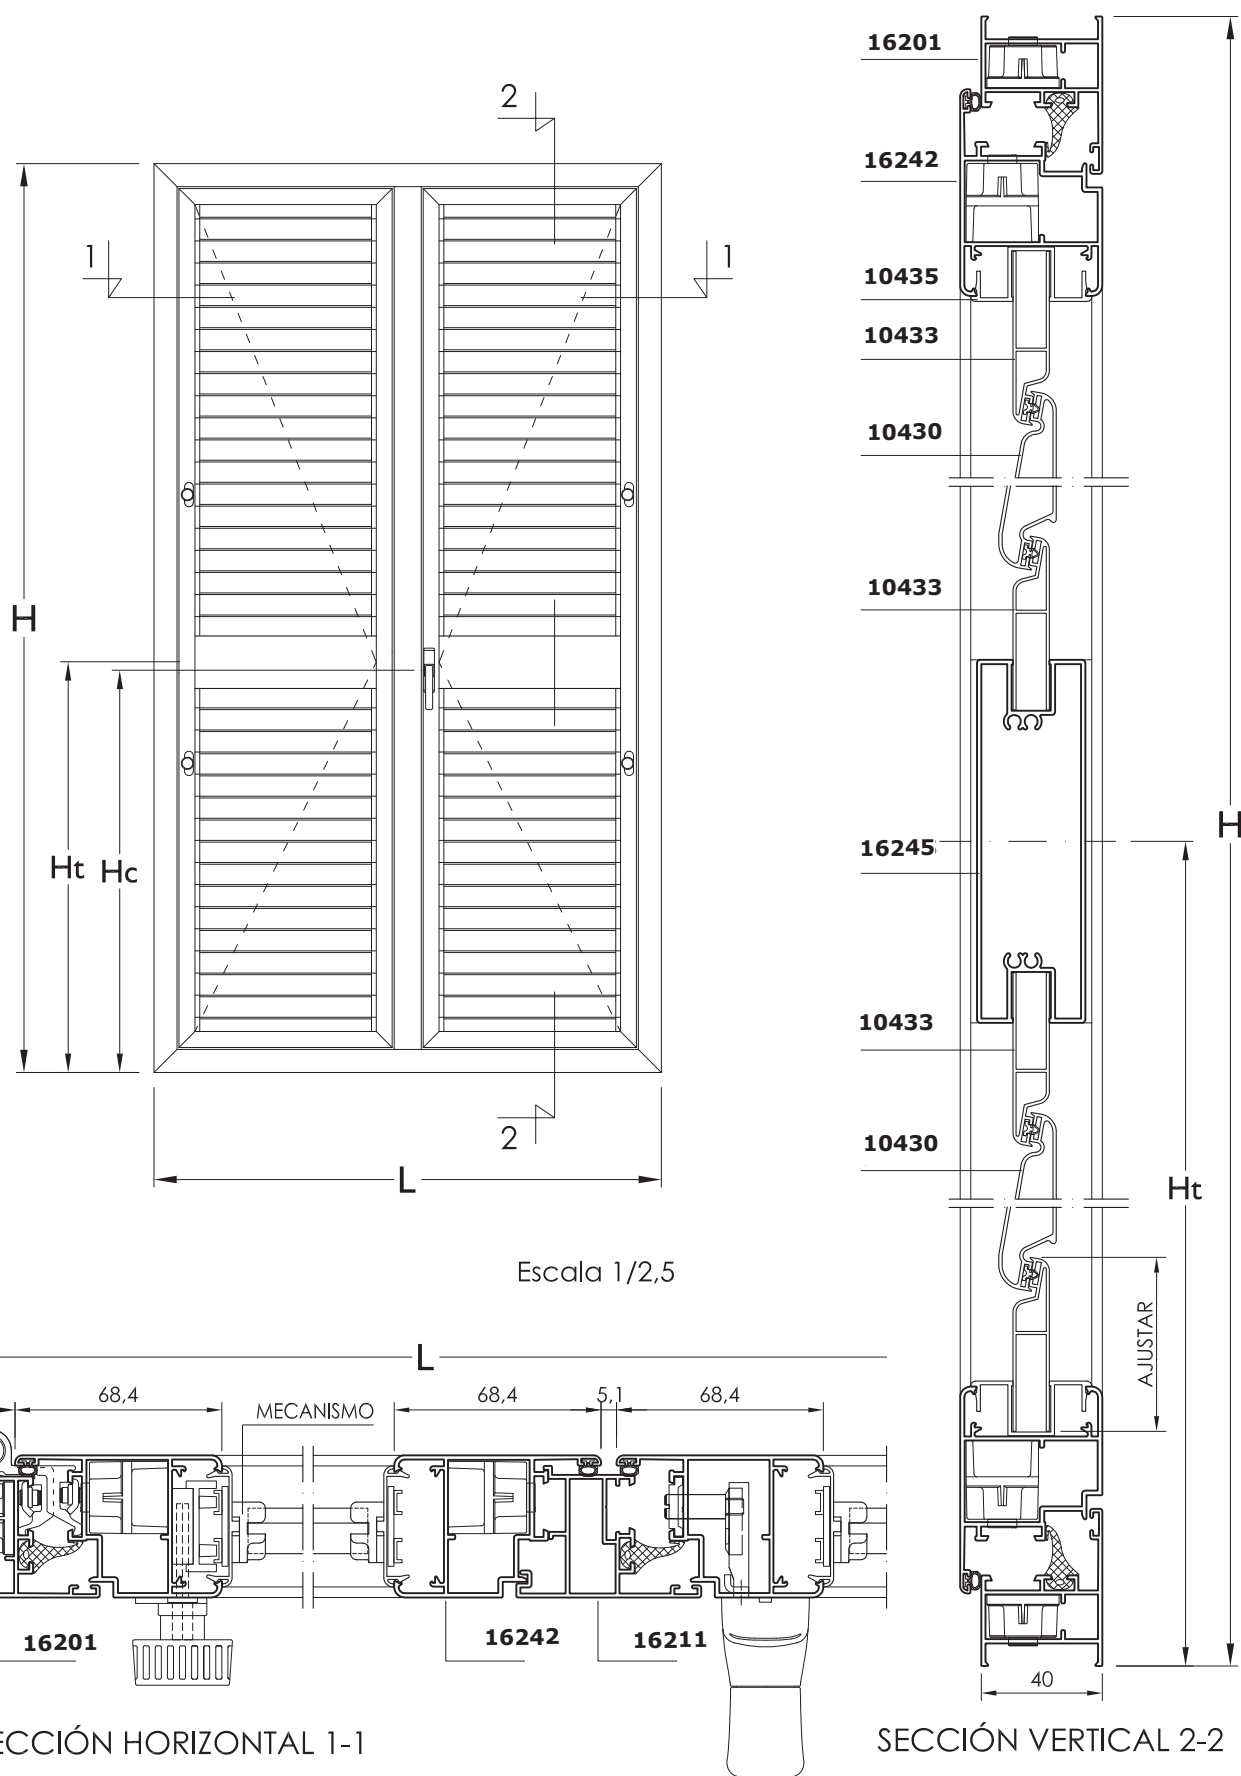 16201
2
16242
1
1
10435
10433
10430
10433
H
H
Ht
Hc
16245
10433
2
10430
L
Ht
Escala 1/2,5
AJUSTAR
L
68,4
68,4
5,1
68,4
MECANISMO
16201
16242
16211
40
ECCIÓN HORIZONTAL 1-1
SECCIÓN VERTICAL 2-2